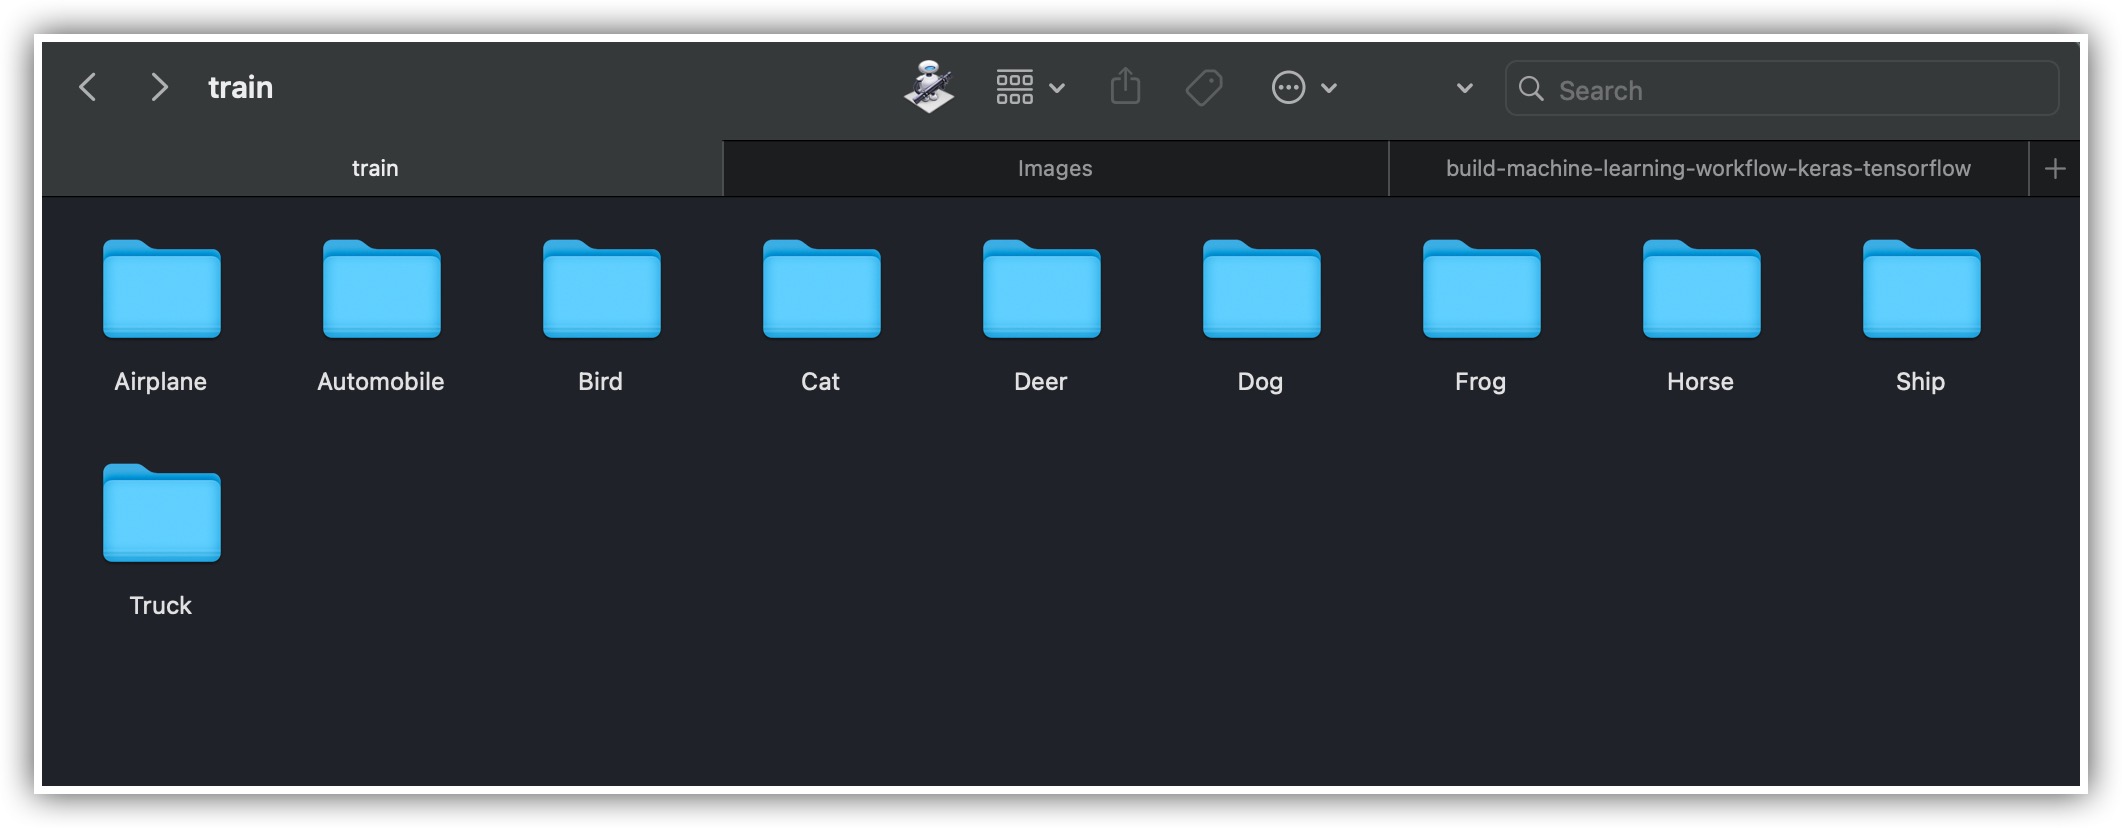 train
Search
train
Images
build-machine-learning-workflow-keras-tensorflow
Airplane
Automobile
Bird
Cat
Deer
Dog
Frog
Horse
Ship
Truck